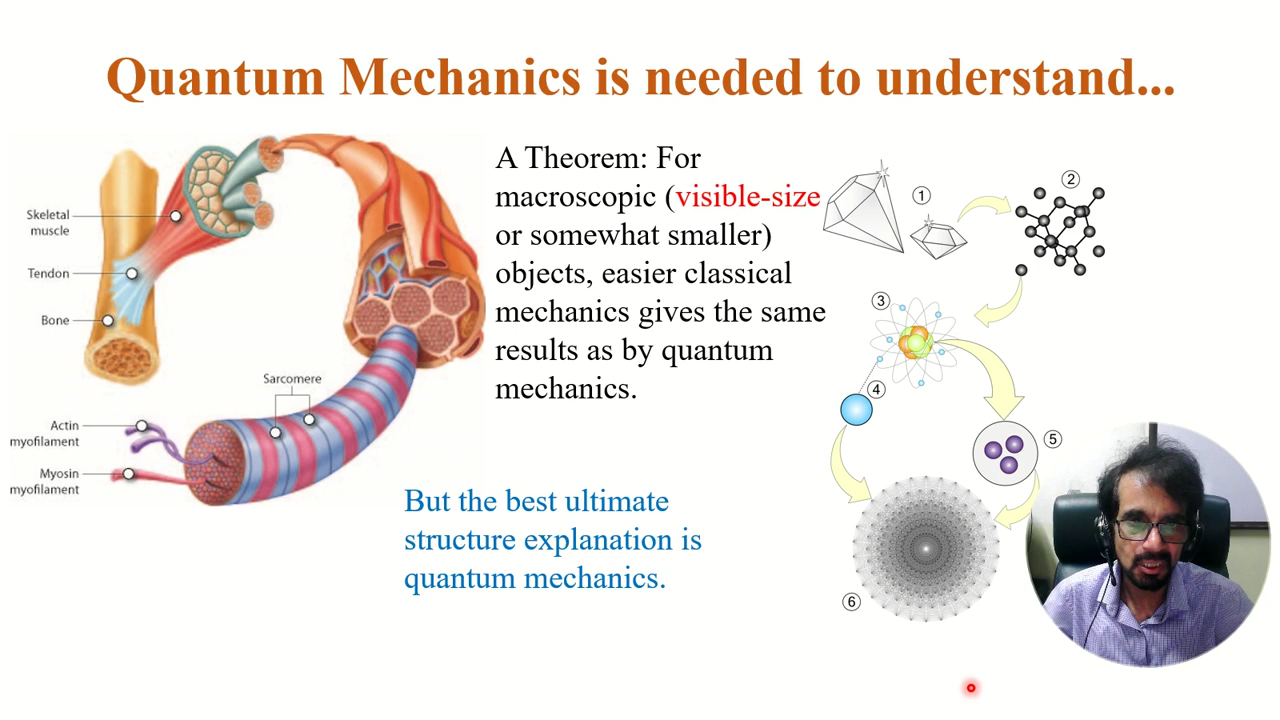 Quantum Mechanics is needed to understand...
Skeletal
muscle
Tendon
Bone
Sarcomere
Actin
myofilament
Myosin
myofilament
A Theorem: For
macroscopic (visible-size
or somewhat smaller)
objects, easier classical
mechanics gives the same
results as by quantum
mechanics.
But the best ultimate
structure explanation is
quantum mechanics.
1
2
3
4
5
6